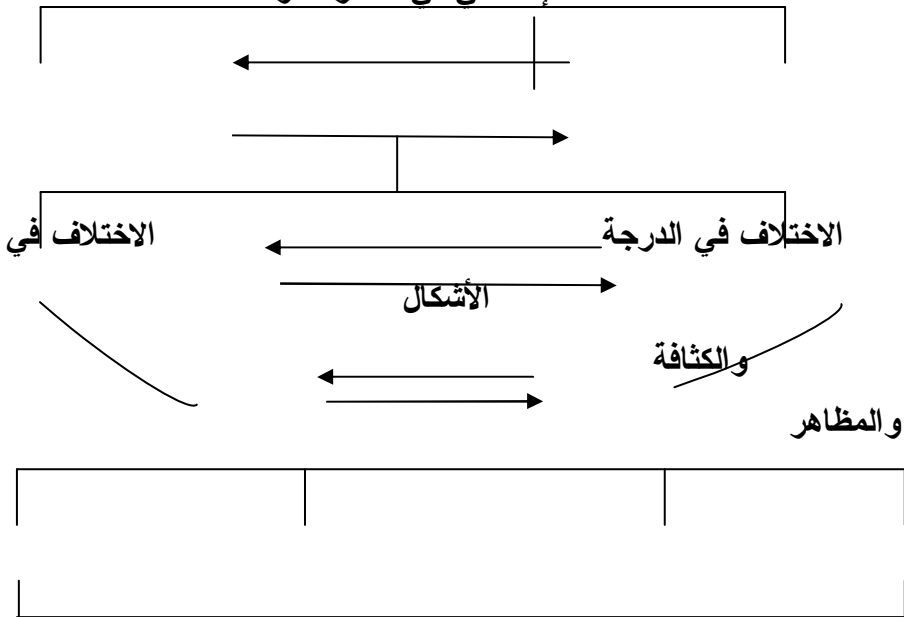 الاختلاف في الدرجة
الاختلاف في
الأشكال
والكثافة
والمظاهر